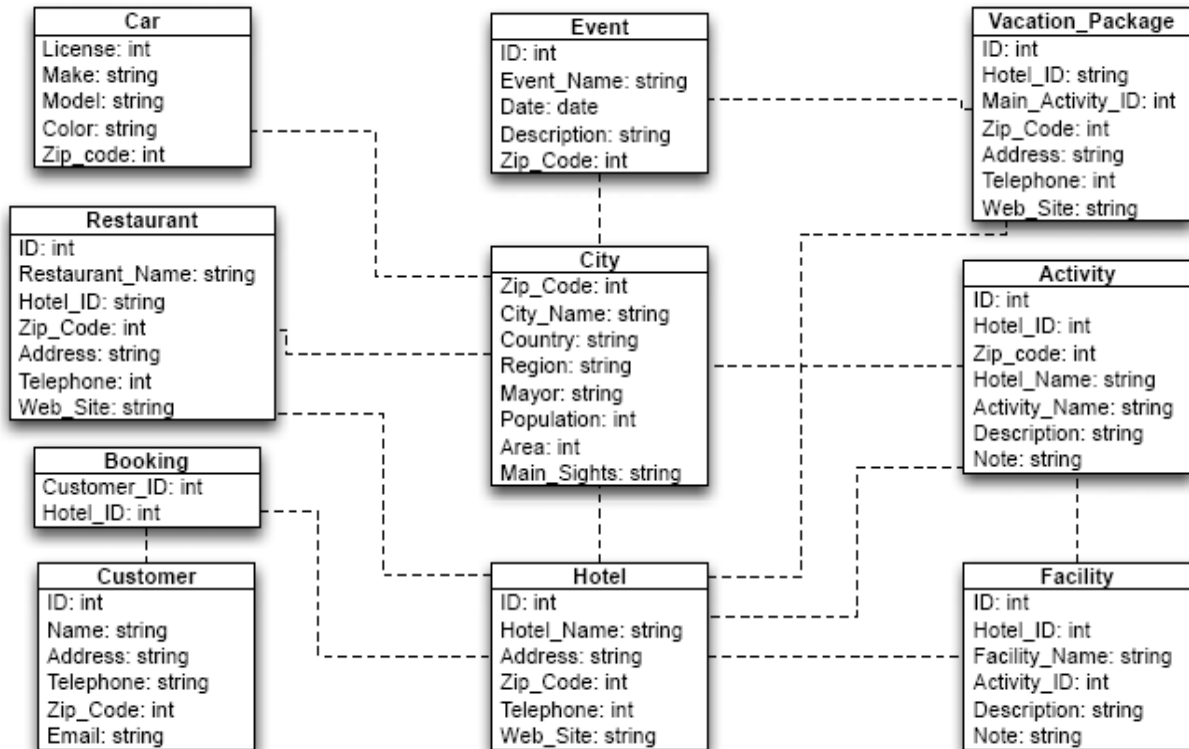 Car
License: int
Make: string
Model: string
Color: string
Zip_code: int
Event
ID: int
Event_Name: string
Date: date
Description: string
Zip_Code: int
Vacation_Package
ID: int
Hotel_ID: string
Main_Activity_ID: int
Zip_Code: int
Address: string
Telephone: int
Web_Site: string
Restaurant
ID: int
Restaurant_Name: string
Hotel_ID: string
Zip_Code: int
Address: string
Telephone: int
Web_Site: string
City
Zip_Code: int
City_Name: string
Country: string
Region: string
Mayor: string
Population: int
Area: int
Main_Sights: string
Activity
ID: int
Hotel_ID: int
Zip_code: int
Hotel_Name: string
Activity_Name: string
Description: string
Note: string
Booking
Customer_ID: int
Hotel_ID: int
Customer
ID: int
Name: string
Address: string
Telephone: string
Zip_Code: int
Email: string
Hotel
ID: int
Hotel_Name: string
Address: string
Zip_Code: int
Telephone: int
Web_Site: string
Facility
ID: int
Hotel_ID: int
Facility_Name: string
Activity_ID: int
Description: string
Note: string